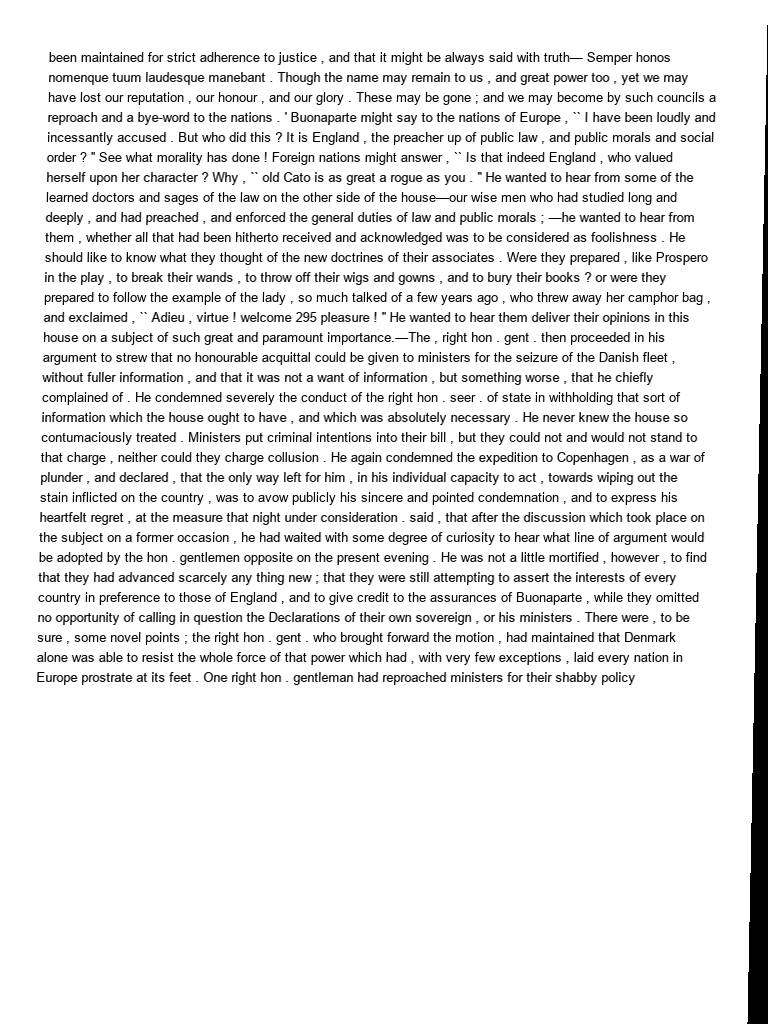 been maintained for strict adherence to justice , and that it might be always said with truth— Semper honos
nomenque tuum laudesque manebant . Though the name may remain to us , and great power too , yet we may
have lost our reputation , our honour , and our glory . These may be gone ; and we may become by such councils a
reproach and a bye-word to the nations . ' Buonaparte might say to the nations of Europe , `` I have been loudly and
incessantly accused . But who did this ? It is England , the preacher up of public law , and public morals and social
order ? " See what morality has done ! Foreign nations might answer , `` Is that indeed England , who valued
herself upon her character ? Why , `` old Cato is as great a rogue as you . " He wanted to hear from some of the
learned doctors and sages of the law on the other side of the house—our wise men who had studied long and
deeply , and had preached , and enforced the general duties of law and public morals ; —he wanted to hear from
them , whether all that had been hitherto received and acknowledged was to be considered as foolishness . He
should like to know what they thought of the new doctrines of their associates . Were they prepared , like Prospero
in the play , to break their wands , to throw off their wigs and gowns , and to bury their books ? or were they
prepared to follow the example of the lady , so much talked of a few years ago , who threw away her camphor bag ,
and exclaimed , `` Adieu , virtue ! welcome 295 pleasure ! " He wanted to hear them deliver their opinions in this
house on a subject of such great and paramount importance.—The , right hon . gent . then proceeded in his
argument to strew that no honourable acquittal could be given to ministers for the seizure of the Danish fleet ,
without fuller information , and that it was not a want of information , but something worse , that he chiefly
complained of . He condemned severely the conduct of the right hon . seer . of state in withholding that sort of
information which the house ought to have , and which was absolutely necessary . He never knew the house so
contumaciously treated . Ministers put criminal intentions into their bill , but they could not and would not stand to
that charge , neither could they charge collusion . He again condemned the expedition to Copenhagen , as a war of
plunder , and declared , that the only way left for him , in his individual capacity to act , towards wiping out the
stain inflicted on the country , was to avow publicly his sincere and pointed condemnation , and to express his
heartfelt regret , at the measure that night under consideration . said , that after the discussion which took place on
the subject on a former occasion , he had waited with some degree of curiosity to hear what line of argument would
be adopted by the hon . gentlemen opposite on the present evening . He was not a little mortified , however , to find
that they had advanced scarcely any thing new ; that they were still attempting to assert the interests of every
country in preference to those of England , and to give credit to the assurances of Buonaparte , while they omitted
no opportunity of calling in question the Declarations of their own sovereign , or his ministers . There were , to be
sure , some novel points ; the right hon . gent . who brought forward the motion , had maintained that Denmark
alone was able to resist the whole force of that power which had , with very few exceptions , laid every nation in
Europe prostrate at its feet . One right hon . gentleman had reproached ministers for their shabby policy